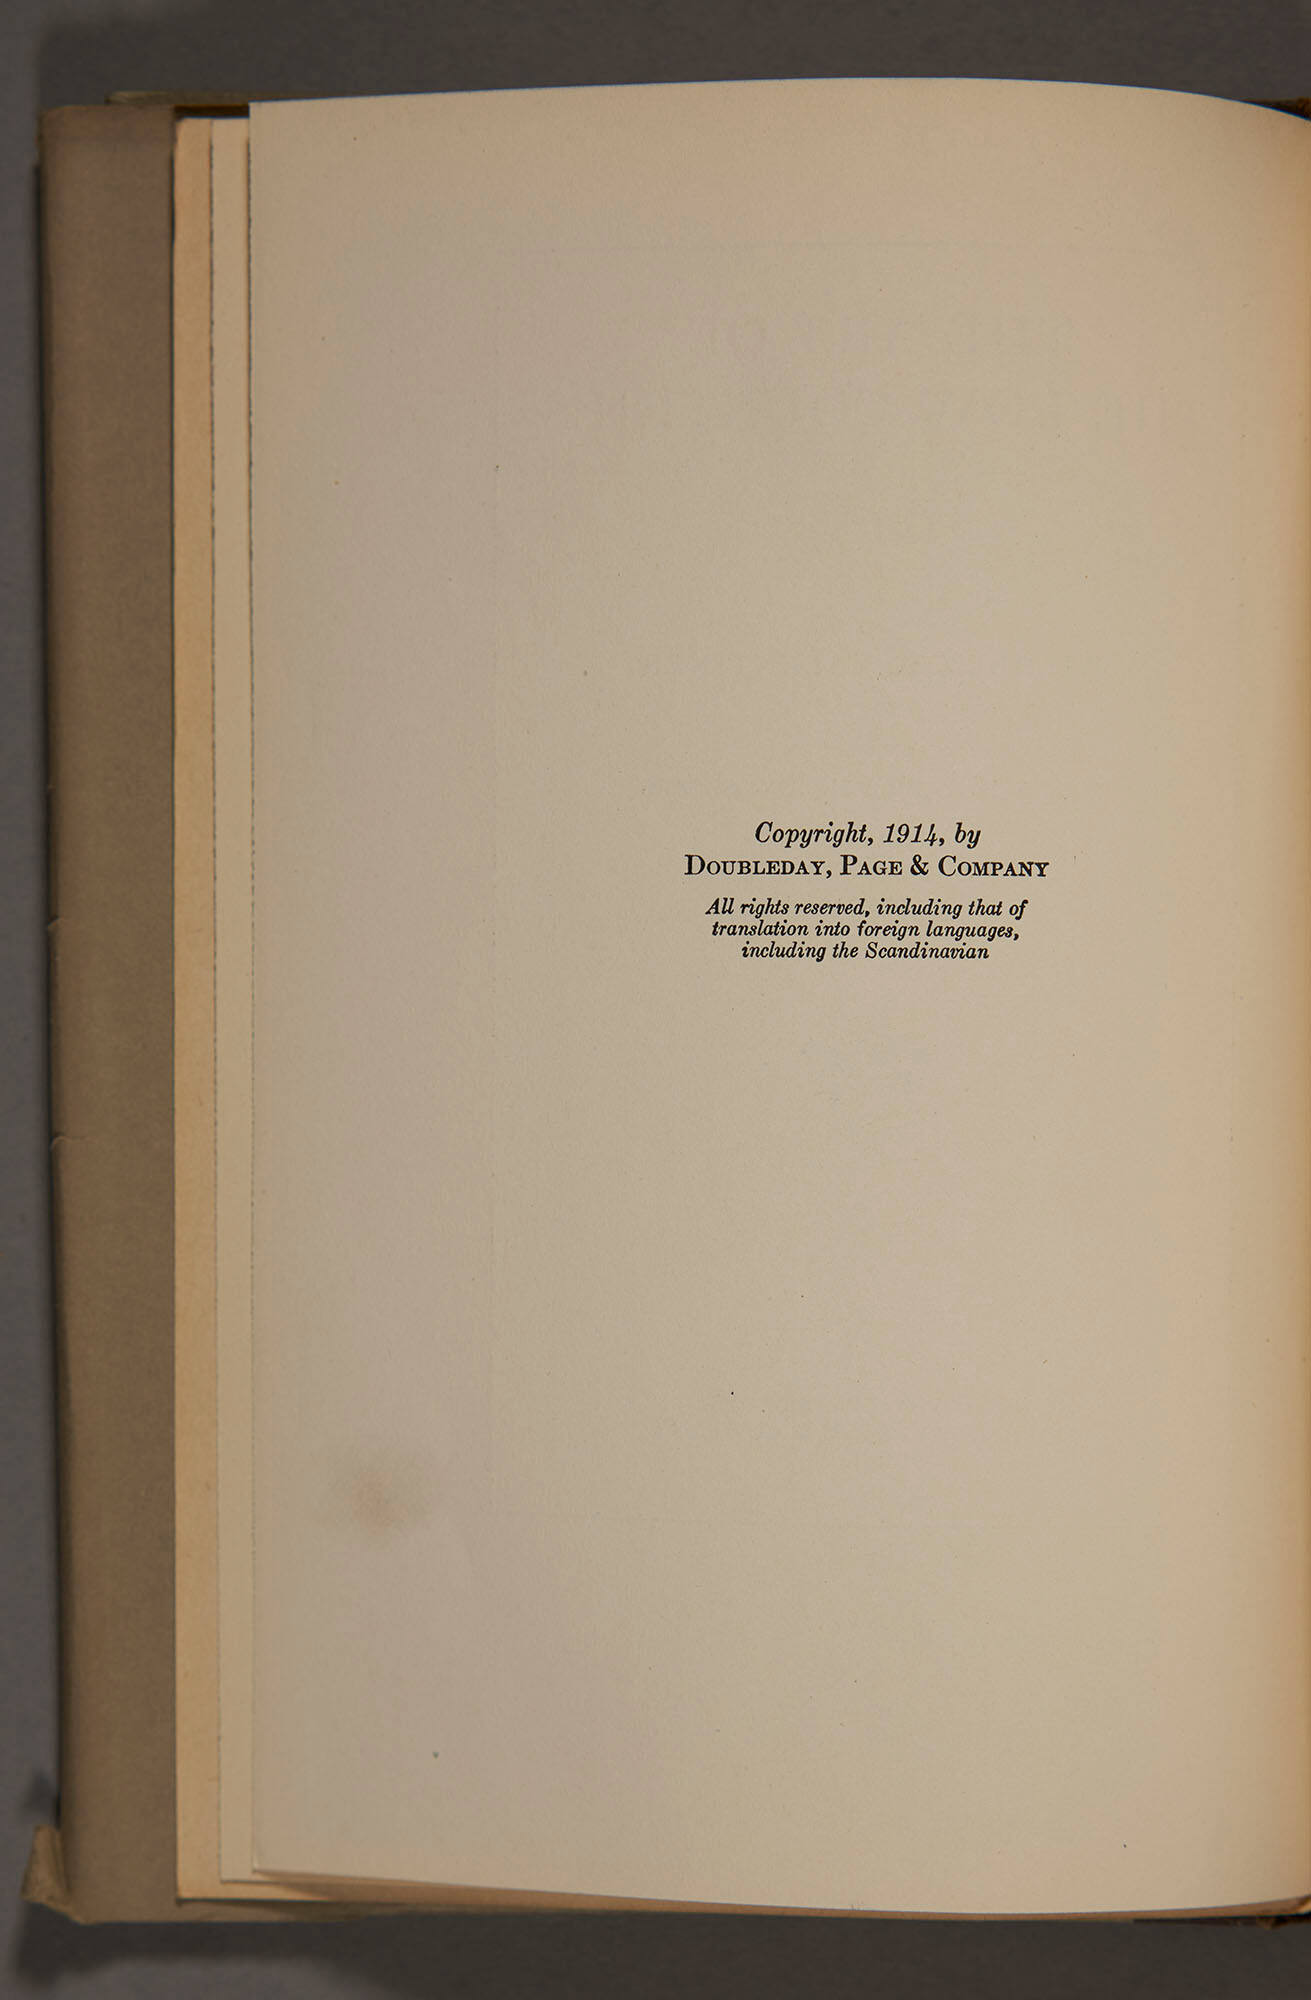 Copyright, 1914, by
Doubleday, Page & Company
All rights reserved, including that of
translation into foreign languages,
including the Scandinavian